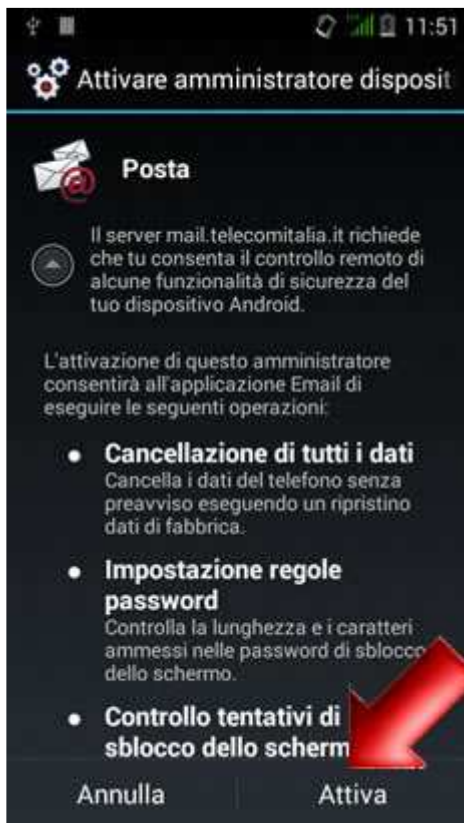 11:51
Attivare amministratore disposit
Posta
Il server mail.telecomitalia.it richiede
che tu consenta il controllo remoto di
alcune funzionalità di sicurezza del
tuo dispositivo Android.
L'attivazione di questo amministratore
consentirà all'applicazione Email di
eseguire le seguenti operazioni:
• Cancellazione di tutti i dati
Cancella i dati del telefono senza
preavviso eseguendo un ripristino
dati di fabbrica.
• Impostazione regole
password
Controlla la lunghezza e i caratteri
ammessi nelle password di sblocco
dello schermo.
• Controllo tentativi di
sblocco dello scherm
Annulla Attiva